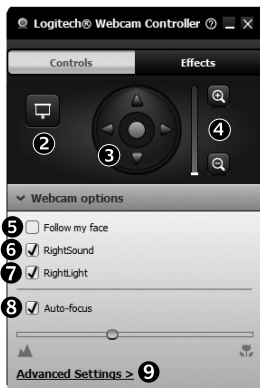 Logitech® Webcam Controller
Controls Effects
2
3
4
Webcam options
5 Follow my face
6 RightSound
7 RightLight
8 Auto-focus
Advanced Settings > 9